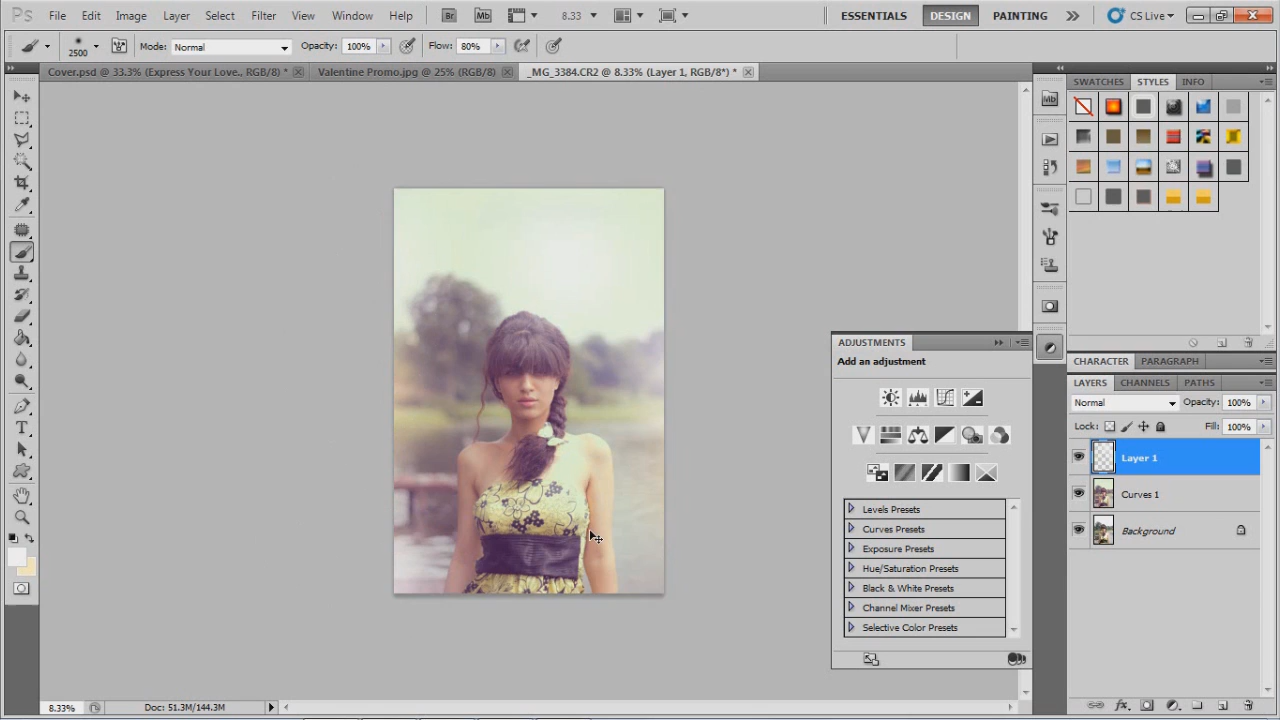 Ps File Edit Image Layer Select Filter Analysis 3D View Window Help Br Mb 8.33 ESSENTIALS DESIGN PAINTING CS Live
2500 Mode: Normal Opacity: 100% Flow: 80%
Cover.psd @ 33.3% (Express Your Love., RGB/8) * Valentine Promo.jpg @ 25% (RGB/8) _MG_3384.CR2 @ 8.33% (Layer 1, RGB/8*) *
SWATCHES STYLES INFO
Mb
ADJUSTMENTS
Add an adjustment
Levels Presets
Curves Presets
Exposure Presets
Hue/Saturation Presets
Black & White Presets
Channel Mixer Presets
Selective Color Presets
CHARACTER PARAGRAPH
LAYERS CHANNELS PATHS
Normal Opacity: 100%
Lock: Fill: 100%
Layer 1
Curves 1
Background
8.33% Doc: 51.3M/144.3M